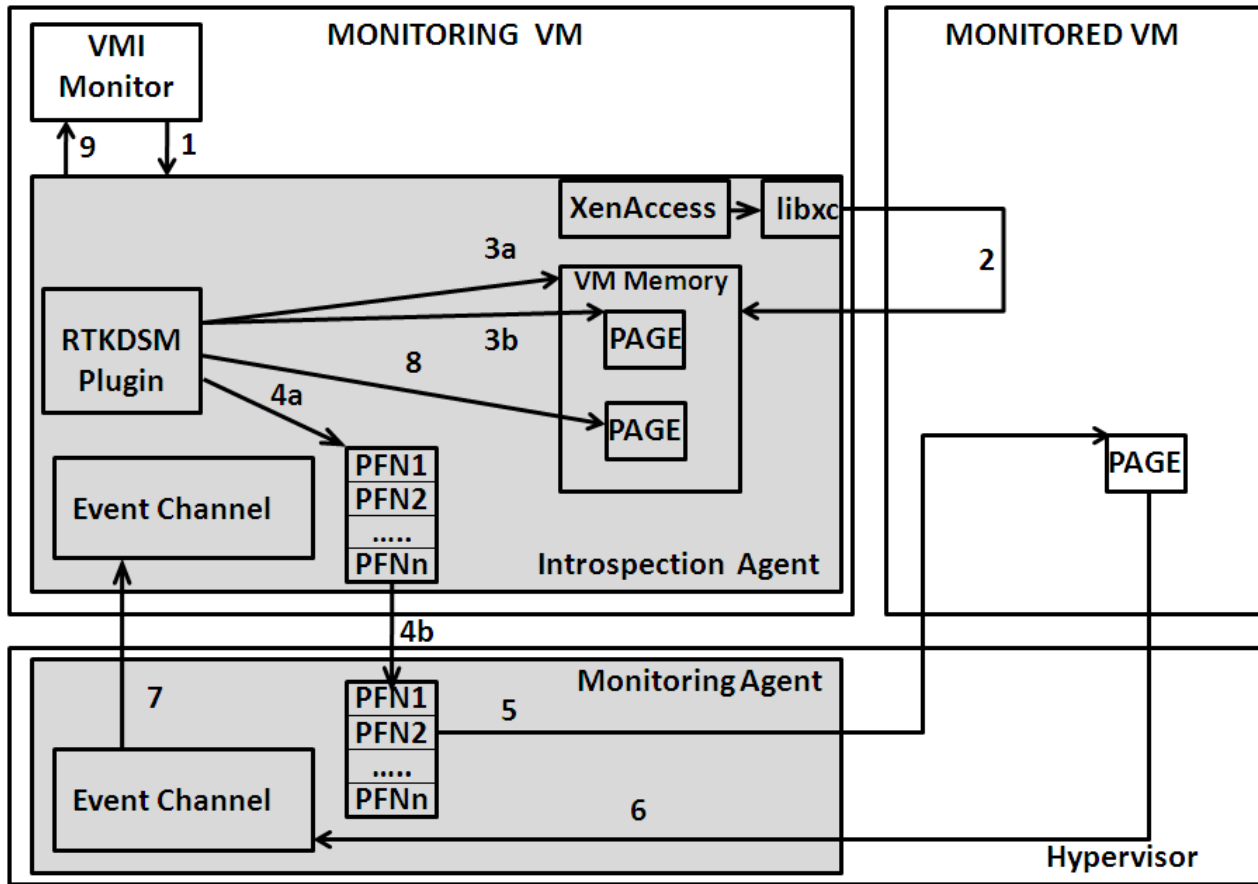 MONITORING VM
MONITORED VM
VMI
Monitor
9
1
XenAccess
libxc
2
3a
VM Memory
RTKDSM
Plugin
3b
PAGE
8
4a
PAGE
PFN1
PFN2
.....
PFNn
Event Channel
PAGE
Introspection Agent
4b
Monitoring Agent
7
PFN1
PFN2
.....
PFNn
5
Event Channel
6
Hypervisor